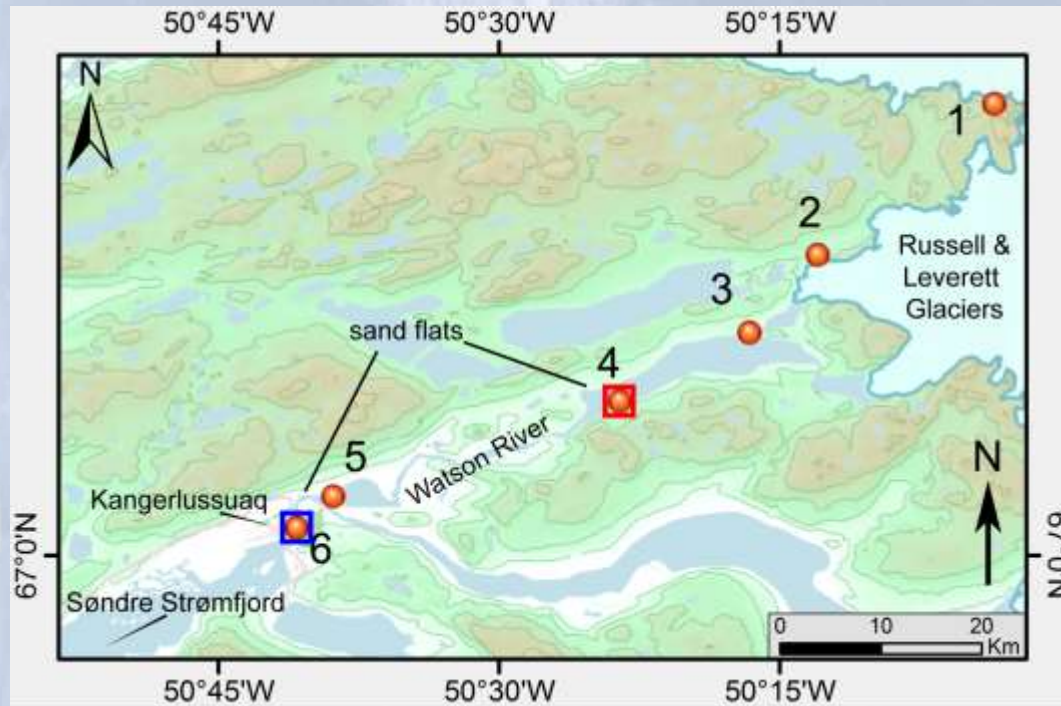 50°45'W
50°30'W
50°15'W
N
1
2
Russell &
Leverett
Glaciers
3
sand flats
4
Watson River
5
Kangerlussuaq
6
N
67°0'N
67°0'N
Søndre Strømfjord
0
10
20
Km
50°45'W
50°30'W
50°15'W